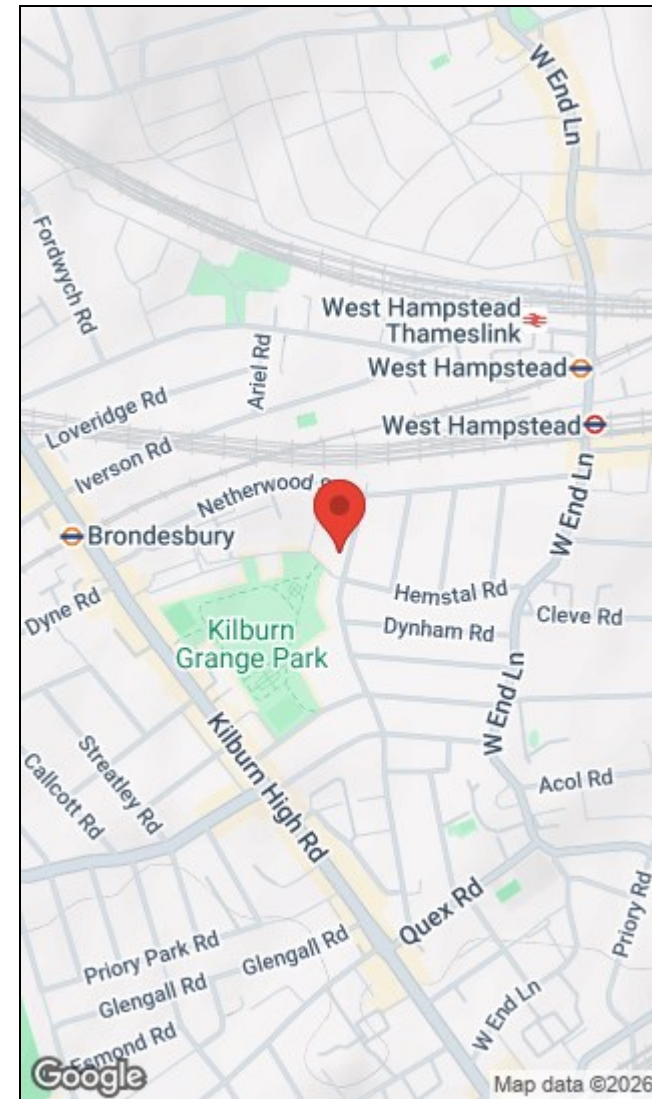 W End Ln
Fordwych Rd
West Hampstead
Thameslink
Ariel Rd
West Hampstead
Loveridge Rd
West Hampstead
Iverson Rd
Netherwood
W End Ln
Brondesbury
Hemstal Rd
Cleve Rd
Dyne Rd
Kilburn
Grange Park
Dynham Rd
W End Ln
Kilburn High Rd
Streatley Rd
Callcott Rd
Acol Rd
Quex Rd
Priory Rd
Priory Park Rd
Glengall Rd
Glengall Rd
W End Ln
Esmond Rd
Google
Map data ©2026